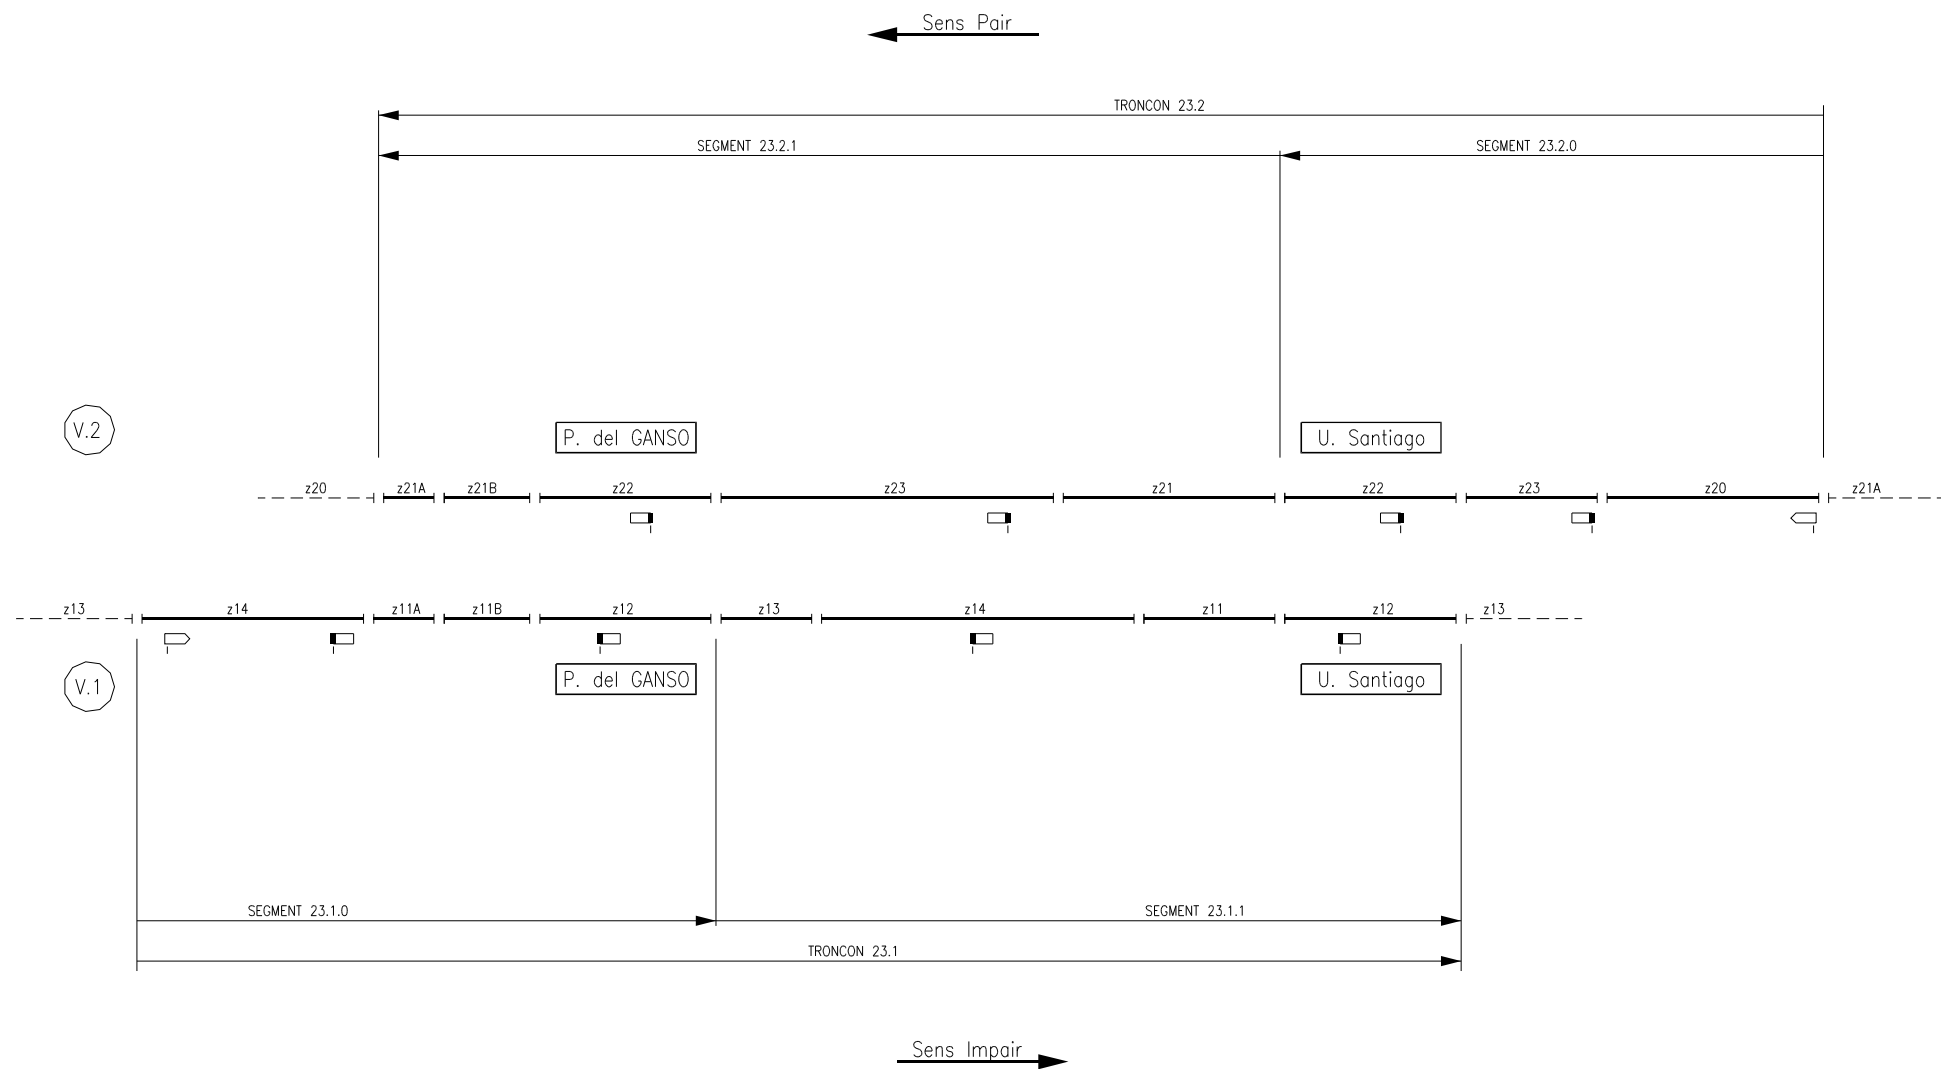 Sens Pair
TRONCON 23.2
SEGMENT 23.2.1 SEGMENT 23.2.0
V.2
P. del GANSO U. Santiago
z20 z21A z21B z22 z23 z21 z22 z23 z20 z21A
z13 z14 z11A z11B z12 z13 z14 z11 z12 z13
V.1
P. del GANSO U. Santiago
SEGMENT 23.1.0 SEGMENT 23.1.1
TRONCON 23.1
Sens Impair